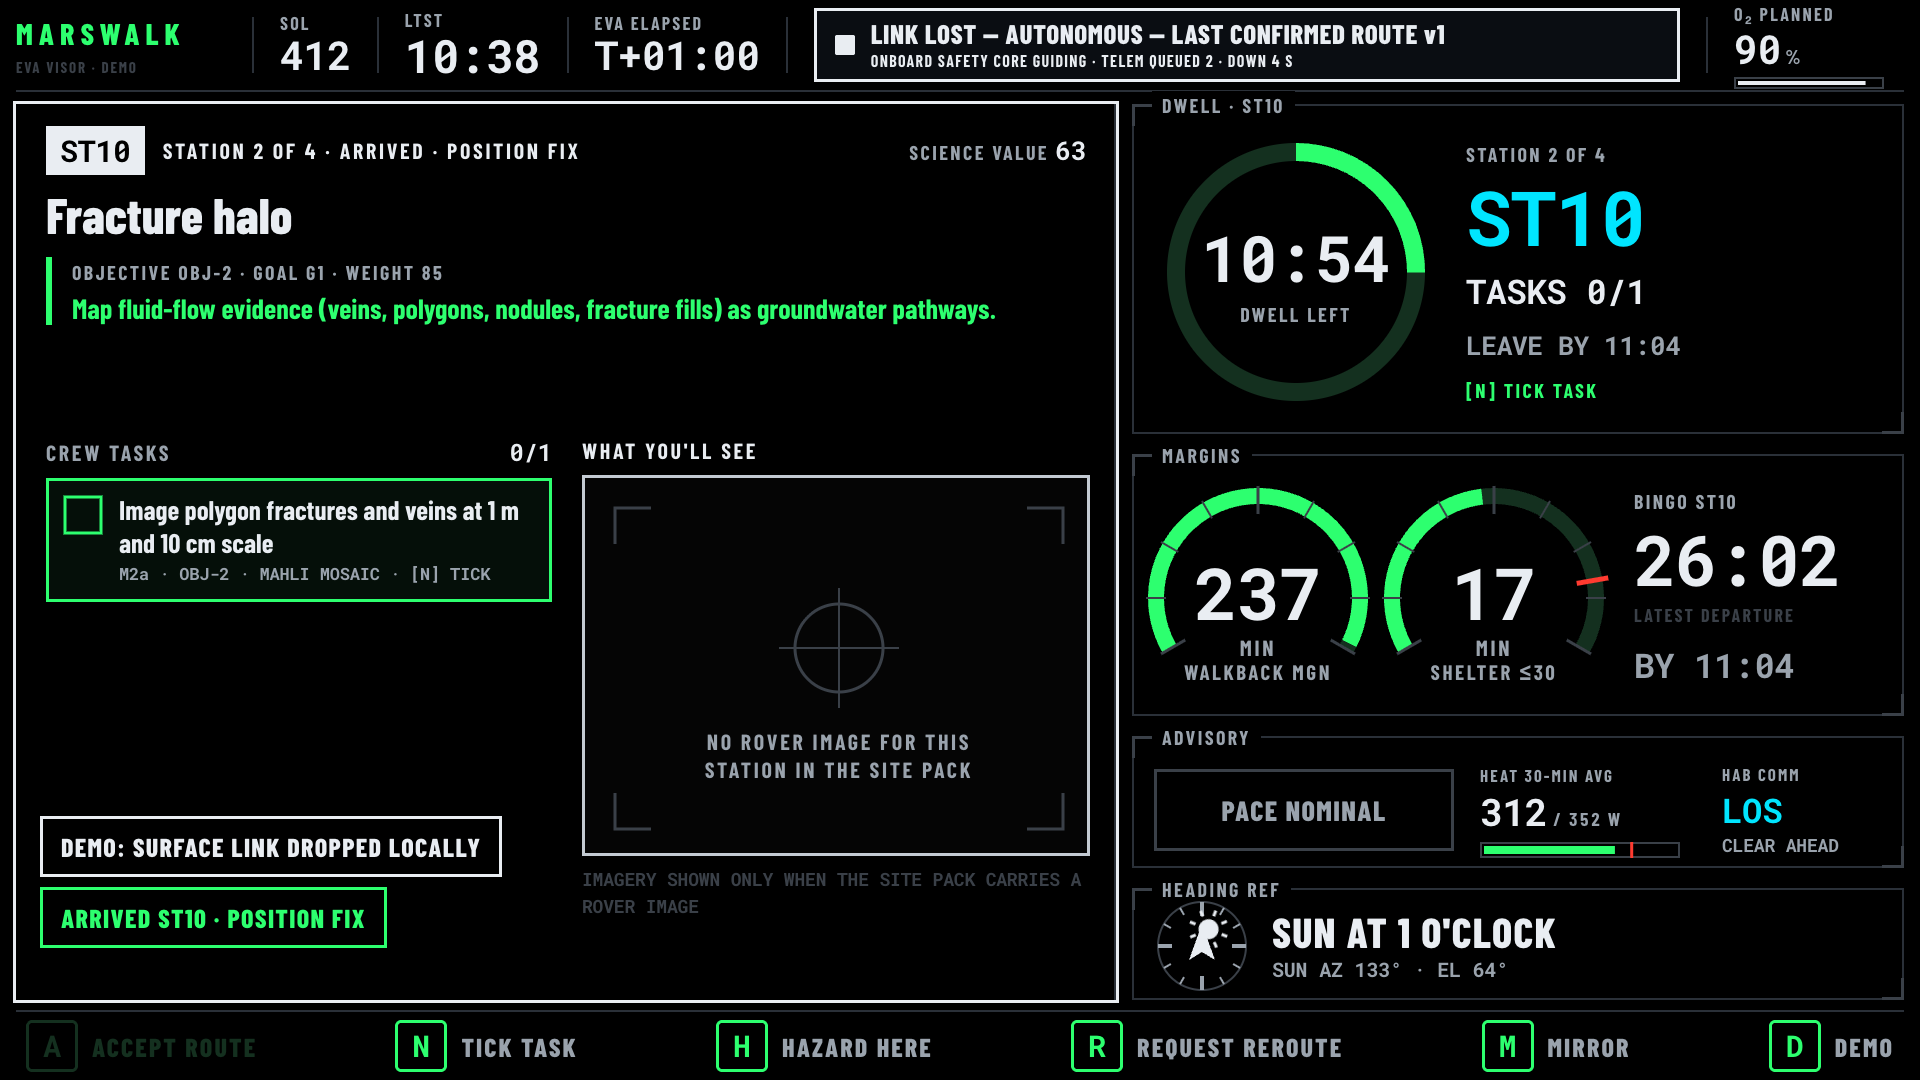 MARSWALK
EVA VISOR · DEMO
SOL
412
LTST
10:38
EVA ELAPSED
T+01:00
LINK LOST — AUTONOMOUS — LAST CONFIRMED ROUTE v1
ONBOARD SAFETY CORE GUIDING · TELEM QUEUED 2 · DOWN 4 S
O₂ PLANNED
90 %
ST10
STATION 2 OF 4 · ARRIVED · POSITION FIX
SCIENCE VALUE 63
Fracture halo
OBJECTIVE OBJ-2 · GOAL G1 · WEIGHT 85
Map fluid-flow evidence (veins, polygons, nodules, fracture fills) as groundwater pathways.
CREW TASKS
0/1
Image polygon fractures and veins at 1 m
and 10 cm scale
M2a · OBJ-2 · MAHLI MOSAIC · [N] TICK
WHAT YOU'LL SEE
NO ROVER IMAGE FOR THIS
STATION IN THE SITE PACK
IMAGERY SHOWN ONLY WHEN THE SITE PACK CARRIES A
ROVER IMAGE
DEMO: SURFACE LINK DROPPED LOCALLY
ARRIVED ST10 · POSITION FIX
DWELL · ST10
10:54
DWELL LEFT
STATION 2 OF 4
ST10
TASKS 0/1
LEAVE BY 11:04
[N] TICK TASK
MARGINS
237
MIN
WALKBACK MGN
17
MIN
SHELTER ≤30
BINGO ST10
26:02
LATEST DEPARTURE
BY 11:04
ADVISORY
PACE NOMINAL
HEAT 30-MIN AVG
312 / 352 W
HAB COMM
LOS
CLEAR AHEAD
HEADING REF
SUN AT 1 O'CLOCK
SUN AZ 133° · EL 64°
A ACCEPT ROUTE
N TICK TASK
H HAZARD HERE
R REQUEST REROUTE
M MIRROR
D DEMO